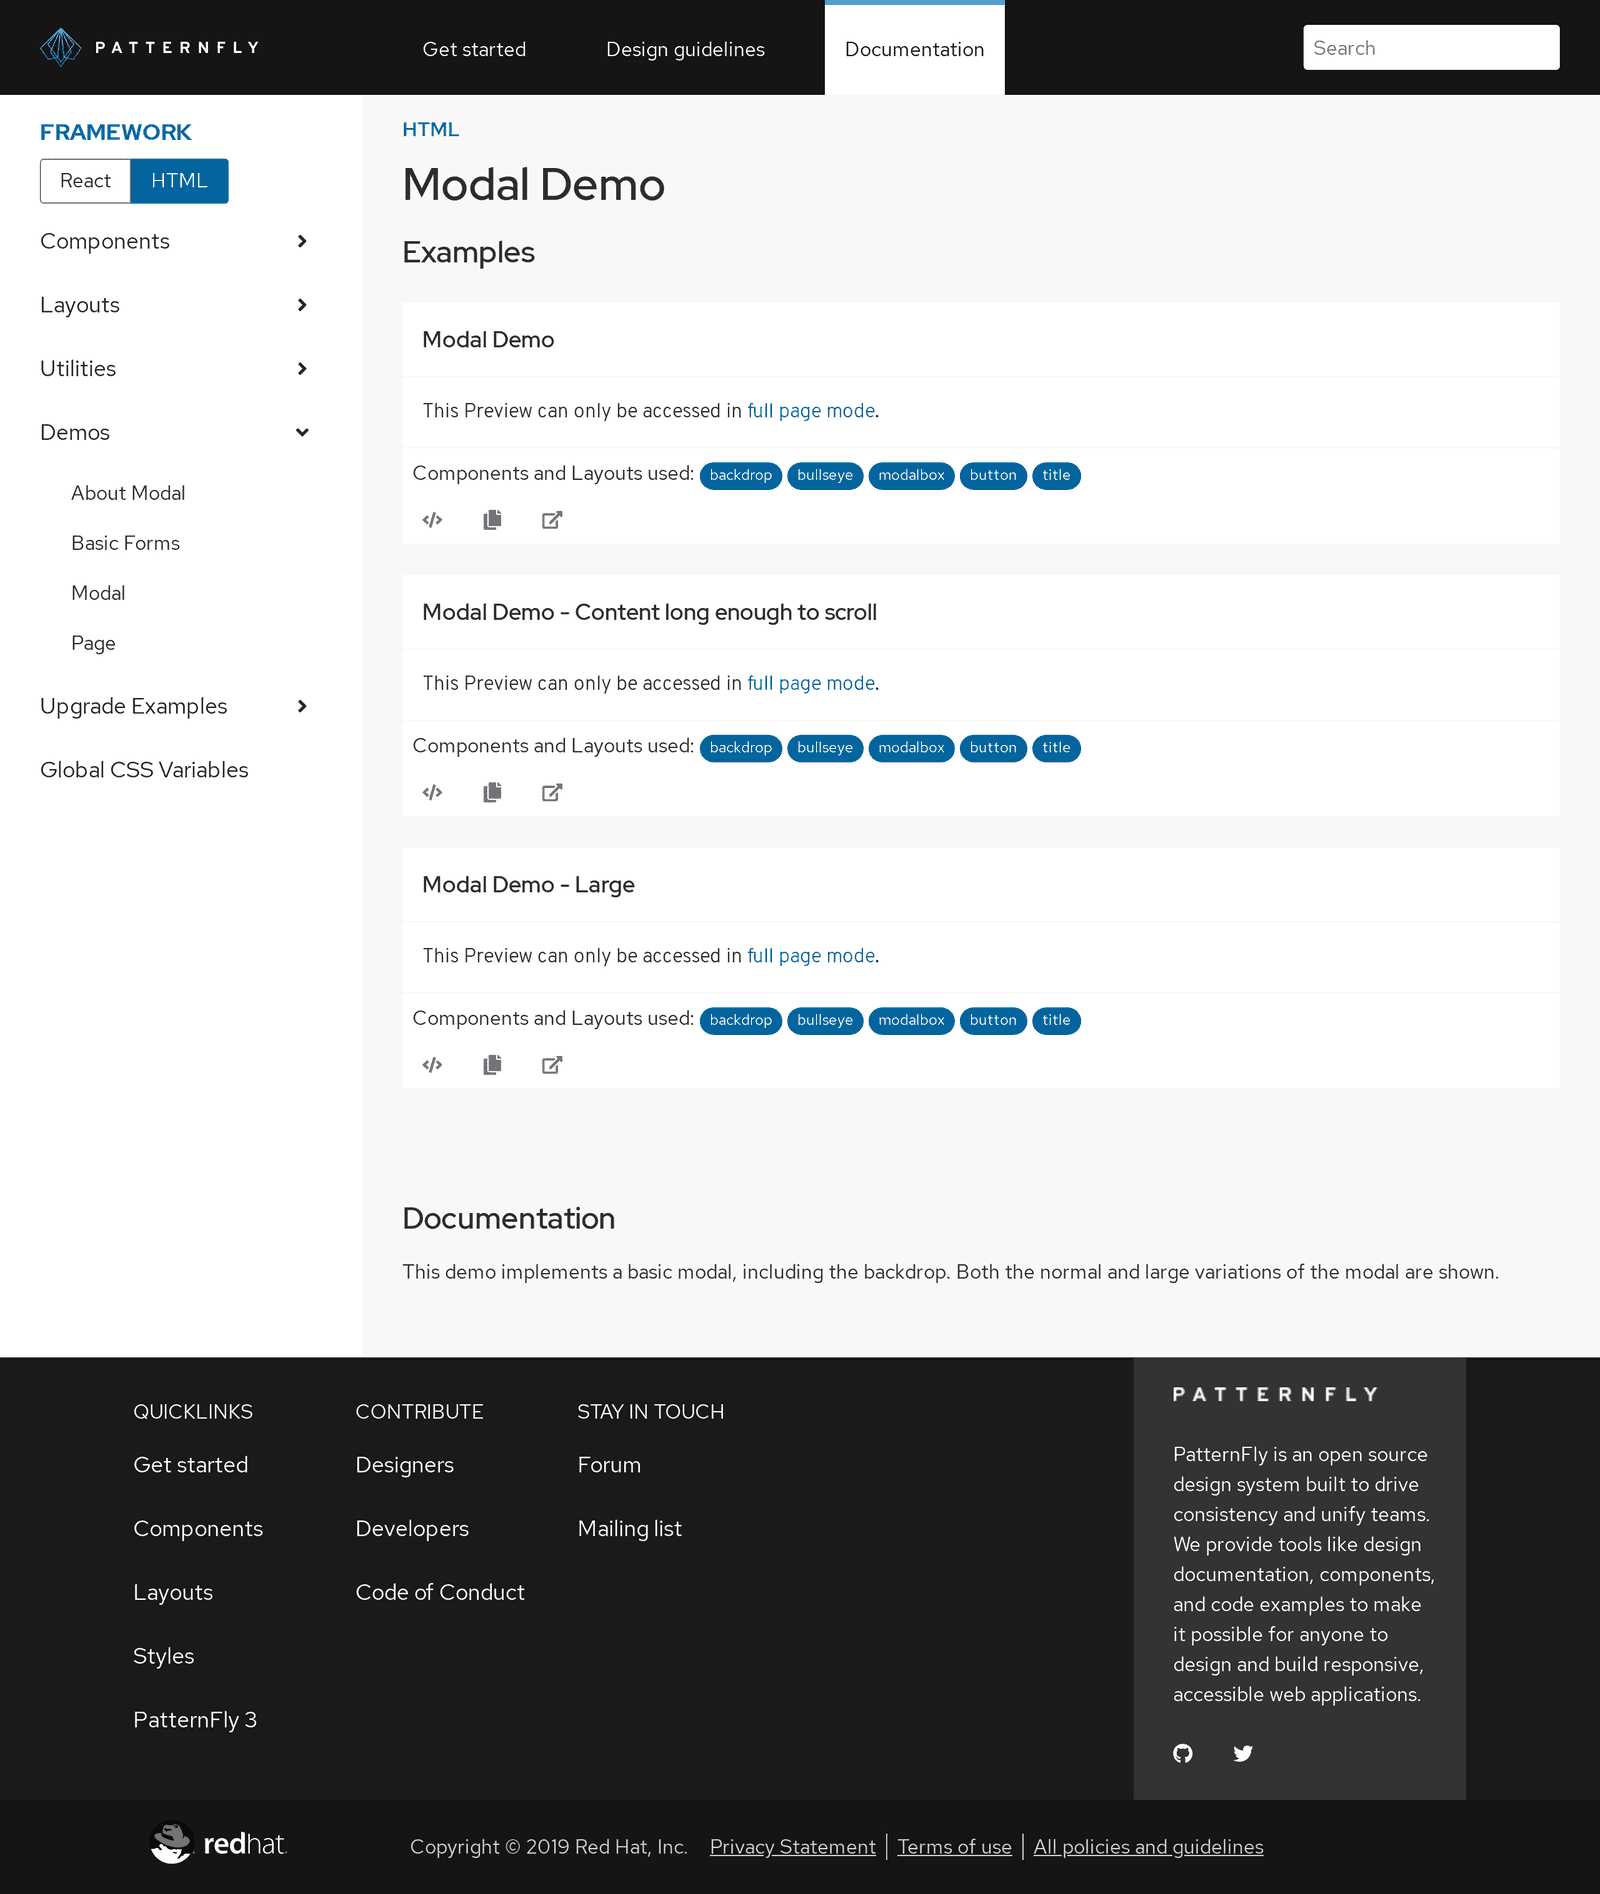 PATTERNFLY
Get started
Design guidelines
Documentation
Search
FRAMEWORK
React
HTML
Components
Layouts
Utilities
Demos
About Modal
Basic Forms
Modal
Page
Upgrade Examples
Global CSS Variables
HTML
Modal Demo
Examples
Modal Demo
This Preview can only be accessed in full page mode.
Components and Layouts used: backdrop bullseye modalbox button title
Modal Demo - Content long enough to scroll
This Preview can only be accessed in full page mode.
Components and Layouts used: backdrop bullseye modalbox button title
Modal Demo - Large
This Preview can only be accessed in full page mode.
Components and Layouts used: backdrop bullseye modalbox button title
Documentation
This demo implements a basic modal, including the backdrop. Both the normal and large variations of the modal are shown.
QUICKLINKS
Get started
Components
Layouts
Styles
PatternFly 3
CONTRIBUTE
Designers
Developers
Code of Conduct
STAY IN TOUCH
Forum
Mailing list
PATTERNFLY
PatternFly is an open source
design system built to drive
consistency and unify teams.
We provide tools like design
documentation, components,
and code examples to make
it possible for anyone to
design and build responsive,
accessible web applications.
redhat.
Copyright © 2019 Red Hat, Inc.
Privacy Statement
Terms of use
All policies and guidelines